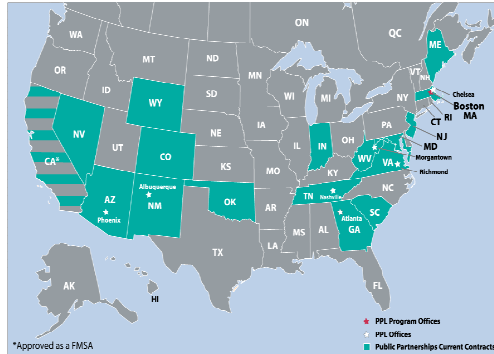 ON
QC
WA
ME
MT
ND
OR
MN
VT
NH
ID
SD
WI
MI
NY
Chelsea
Boston
MA
WY
RI
CT
IA
PA
NE
NJ
NV
OH
MD
UT
IL
IN
CO
WV
Morgantown
CA
KS
MO
VA
KY
Richmond
Albuquerque
NC
AZ
NM
OK
TN
Nashville
AR
SC
Phoenix
Atlanta
GA
MS
AL
TX
LA
FL
AK
HI
PPL Program Offices
PPL Offices
*Approved as a FMSA
Public Partnerships Current Contracts